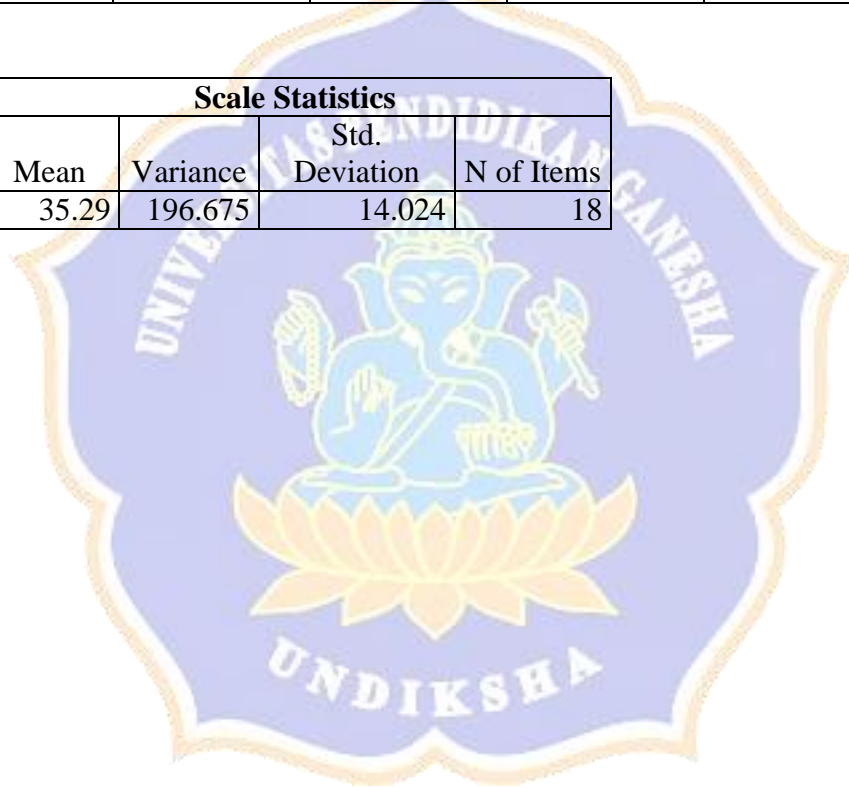 Scale Statistics
Mean Variance Std. Deviation N of Items
35.29 196.675 14.024 18
UNIVERSITAS PENDIDIKAN GANESHA
UNDIKSHA